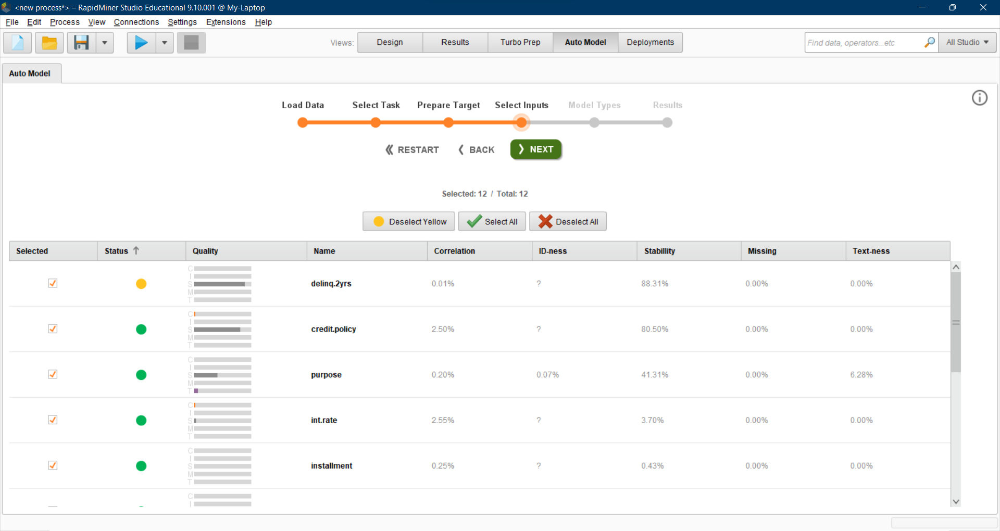 <new process*> – RapidMiner Studio Educational 9.10.001 @ My-Laptop
File Edit Process View Connections Settings Extensions Help
Views: Design Results Turbo Prep Auto Model Deployments Find data, operators...etc All Studio
Auto Model
Load Data Select Task Prepare Target Select Inputs Model Types Results
RESTART BACK NEXT
Selected: 12 / Total: 12
Deselect Yellow Select All Deselect All
Selected Status Quality Name Correlation ID-ness Stabillity Missing Text-ness
C
I
S delinq.2yrs 0.01% ? 88.31% 0.00% 0.00%
M
T
C
I
S credit.policy 2.50% ? 80.50% 0.00% 0.00%
M
T
C
I
S purpose 0.20% 0.07% 41.31% 0.00% 6.28%
M
T
C
I
S int.rate 2.55% ? 3.70% 0.00% 0.00%
M
T
C
I
S installment 0.25% ? 0.43% 0.00% 0.00%
M
T
C
I